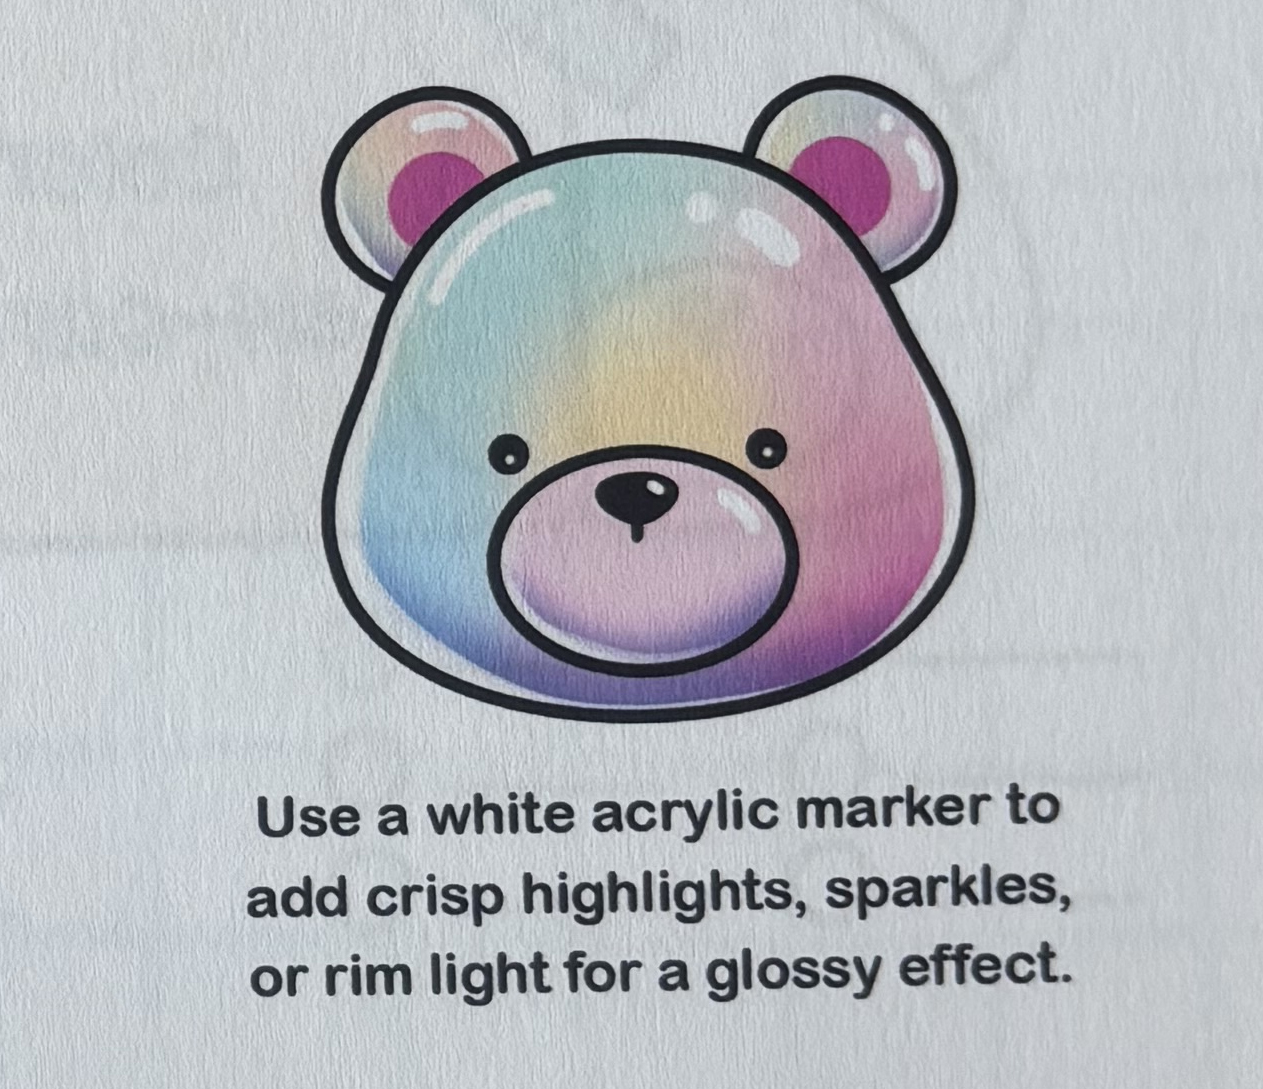 Use a white acrylic marker to
add crisp highlights, sparkles,
or rim light for a glossy effect.